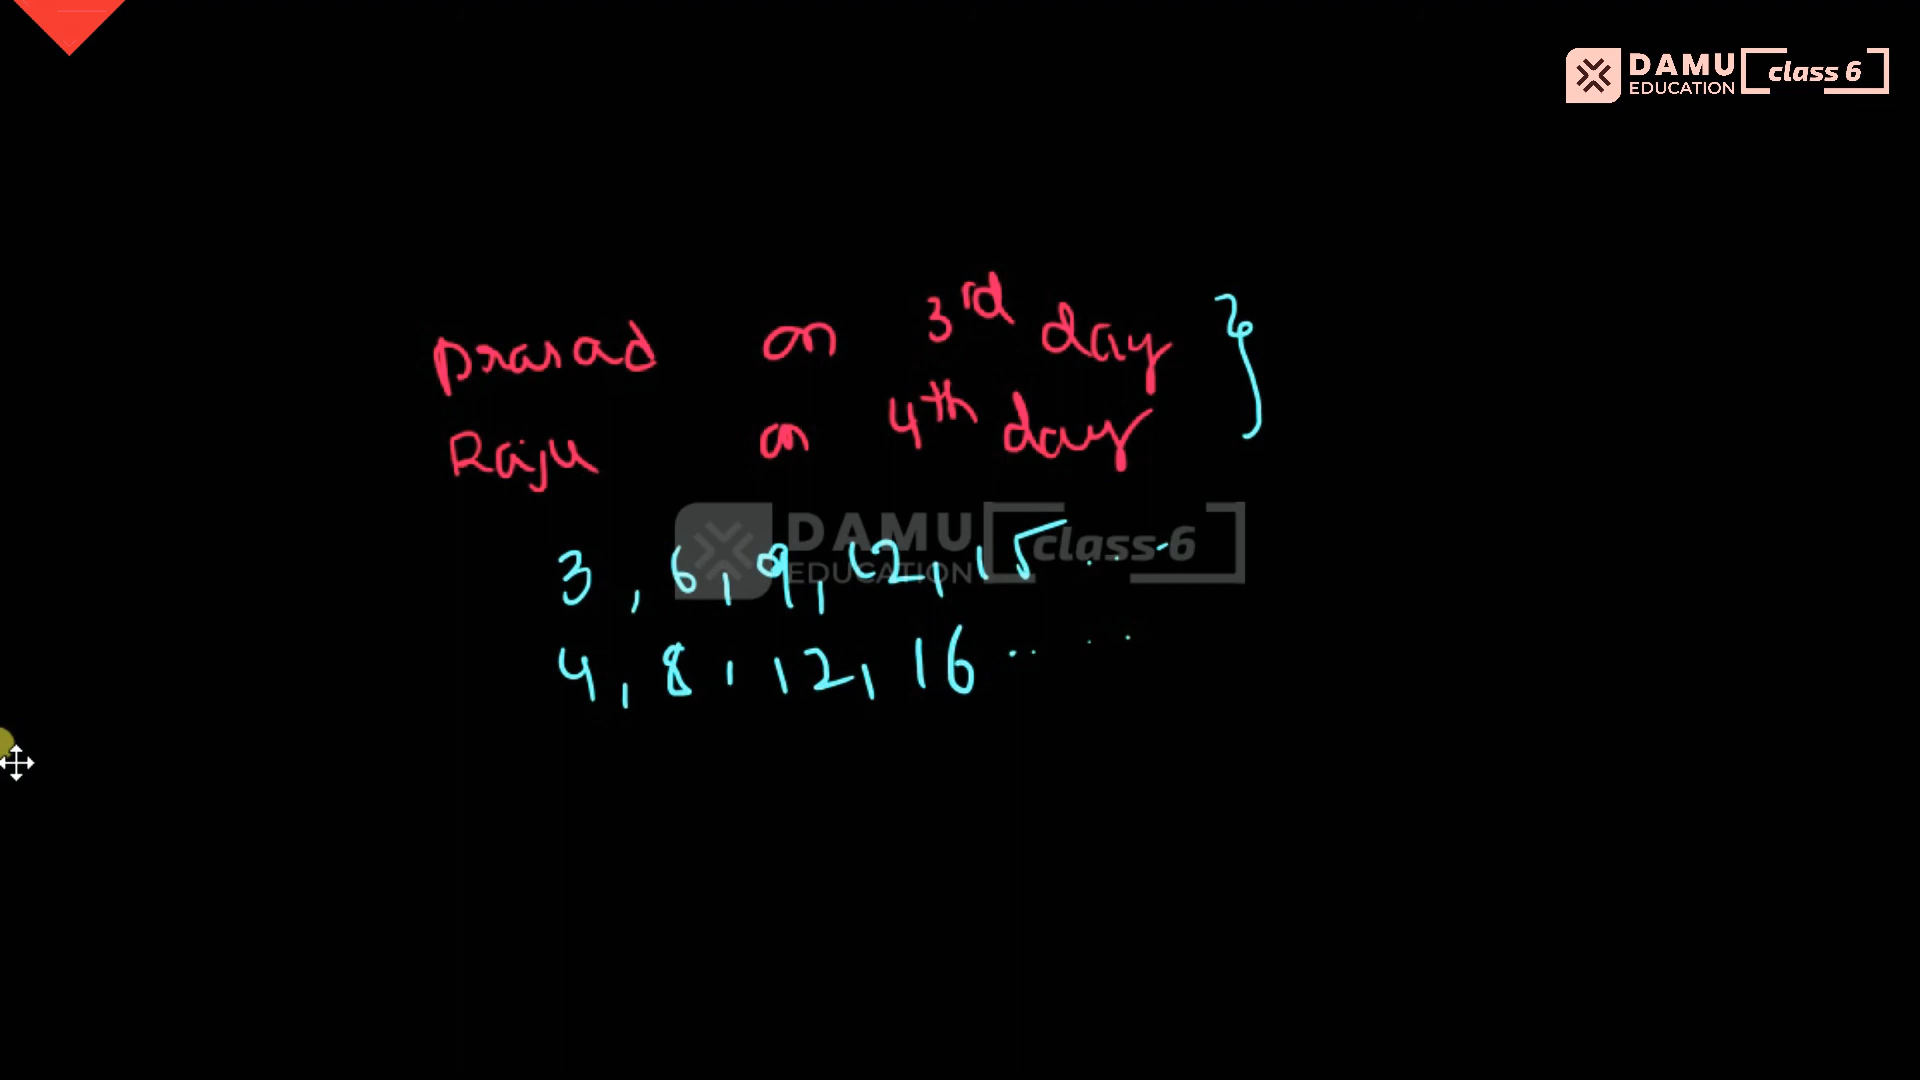 DAMU
EDUCATION
class 6
prasad on 3rd day }
Raju on 4th day
DAMU
EDUCATION
class 6
3, 6, 9, 12, 15 ....
4, 8, 12, 16 ....